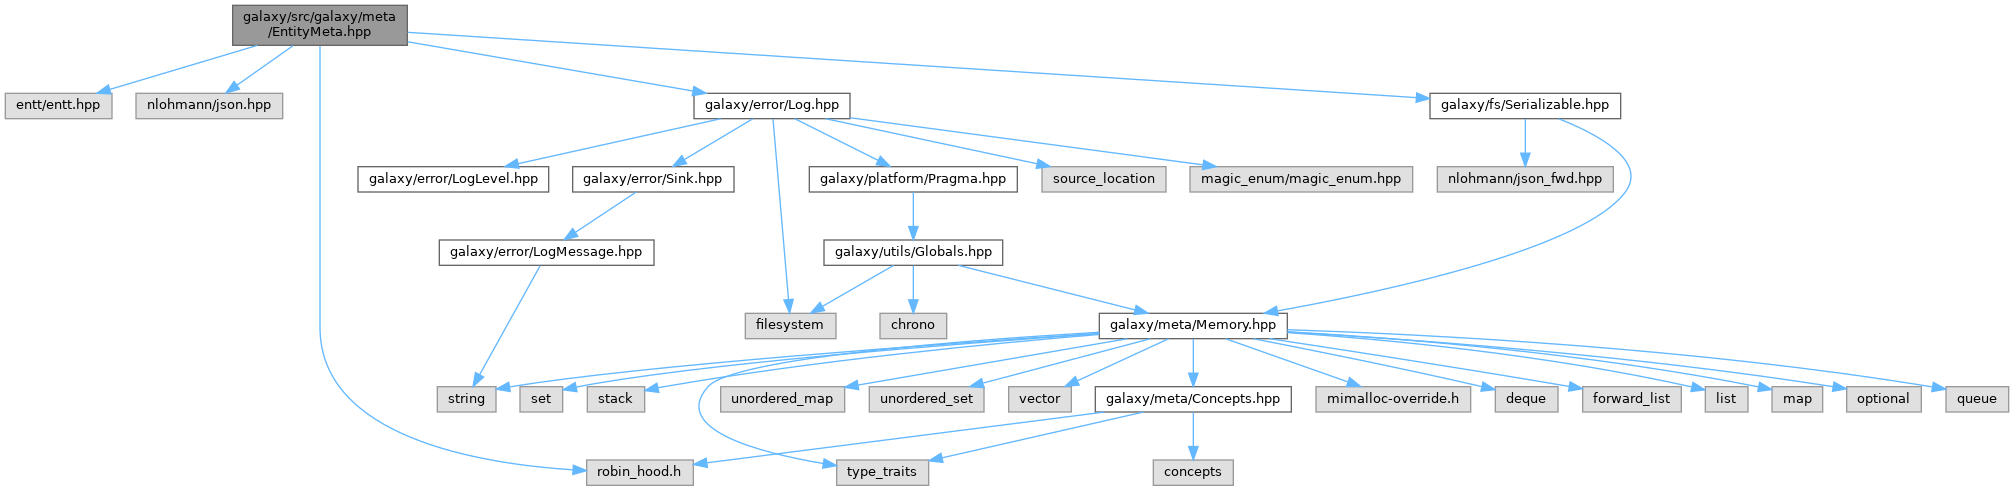 galaxy/src/galaxy/meta
/EntityMeta.hpp
entt/entt.hpp
nlohmann/json.hpp
galaxy/error/Log.hpp
galaxy/fs/Serializable.hpp
galaxy/error/LogLevel.hpp
galaxy/error/Sink.hpp
galaxy/platform/Pragma.hpp
source_location
magic_enum/magic_enum.hpp
nlohmann/json_fwd.hpp
galaxy/error/LogMessage.hpp
galaxy/utils/Globals.hpp
filesystem
chrono
galaxy/meta/Memory.hpp
string
set
stack
unordered_map
unordered_set
vector
galaxy/meta/Concepts.hpp
mimalloc-override.h
deque
forward_list
list
map
optional
queue
robin_hood.h
type_traits
concepts